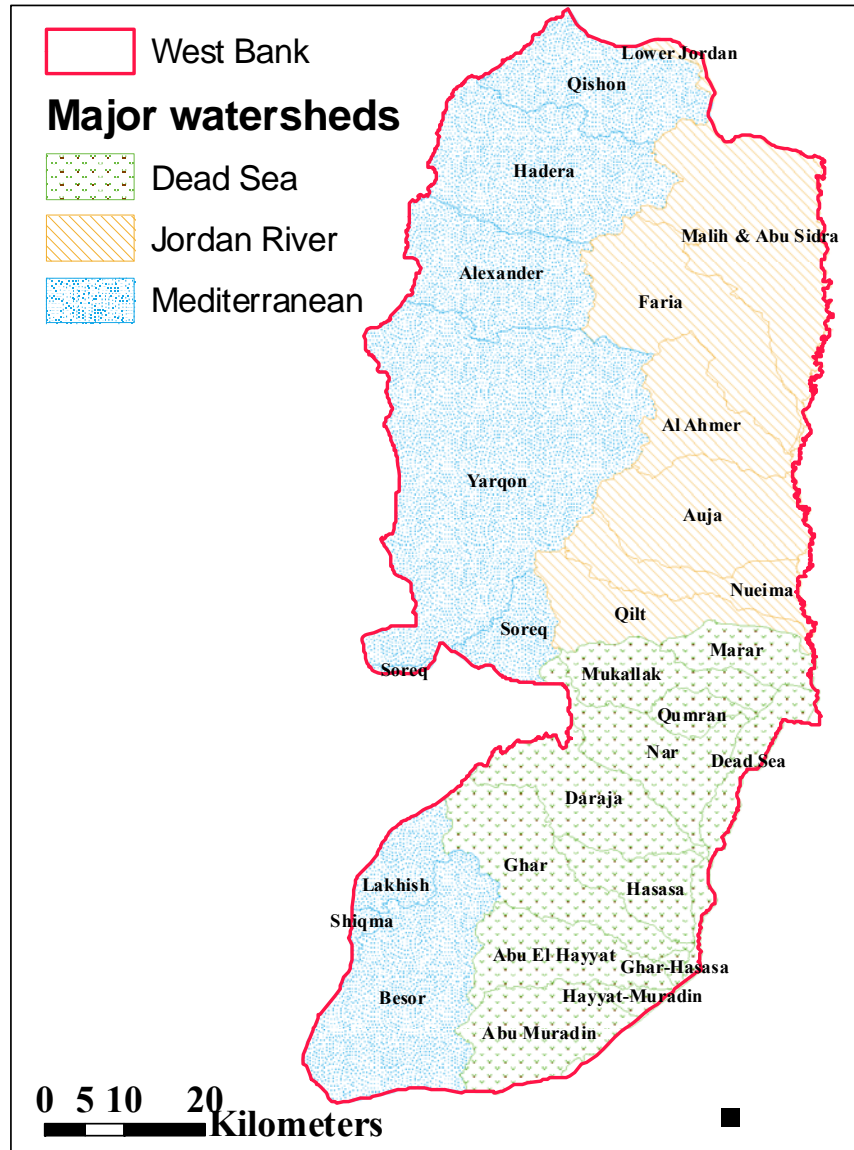 West Bank
Major watersheds
Dead Sea
Jordan River
Mediterranean
Lower Jordan
Qishon
Hadera
Malih & Abu Sidra
Alexander
Faria
Al Ahmer
Yarqon
Auja
Nueima
Qilt
Soreq
Marar
Soreq
Mukallak
Qumran
Nar
Dead Sea
Daraja
Ghar
Lakhish
Hasasa
Shiqma
Abu El Hayyat
Ghar-Hasasa
Besor
Hayyat-Muradin
Abu Muradin
0 5 10 20
Kilometers